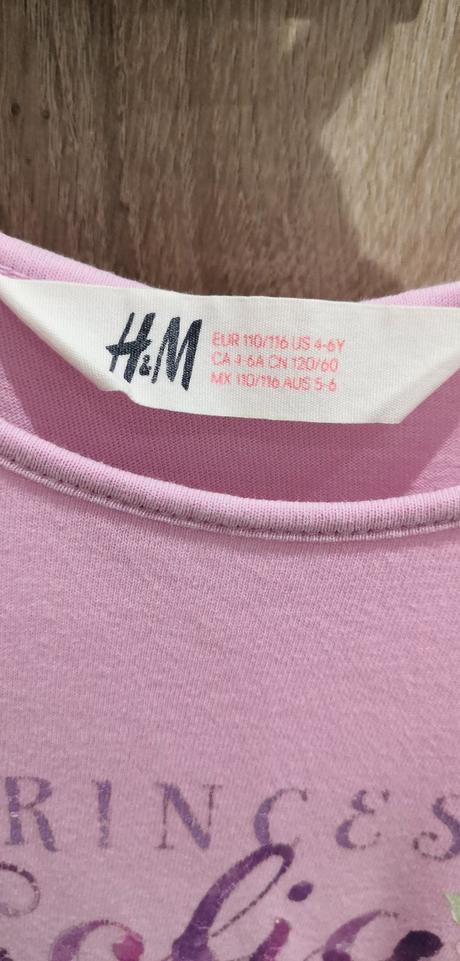 H&M
EUR 110/116 US 4-6Y
CA 4-6A CN 120/60
MX 110/116 AUS 5-6
RINCES